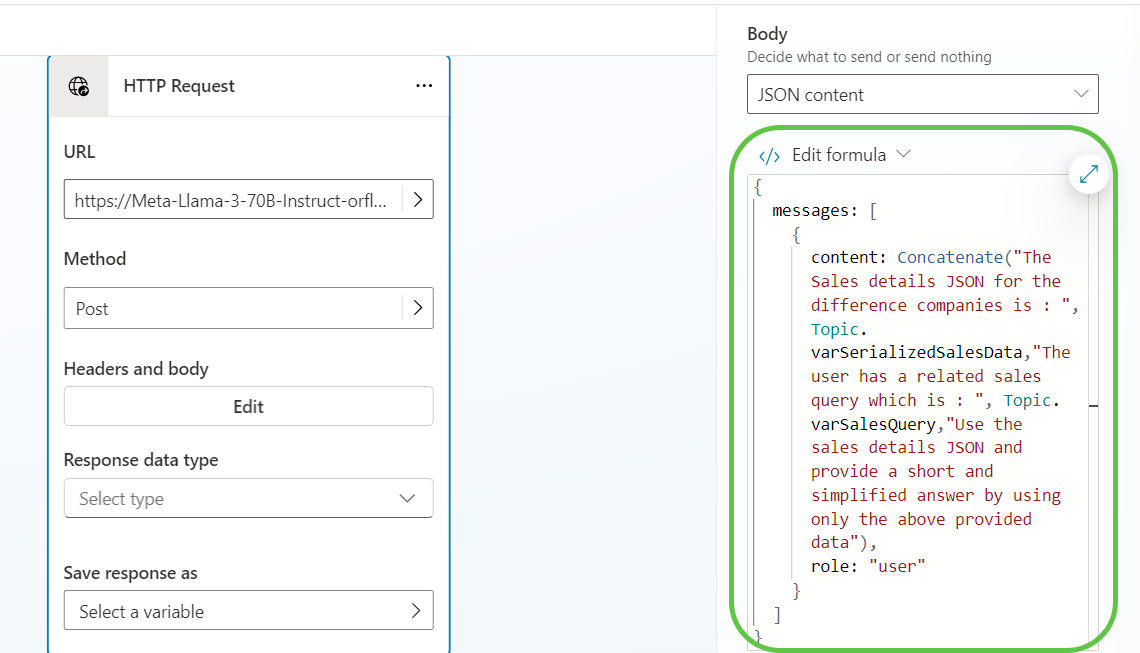 HTTP Request
...
URL
https://Meta-Llama-3-70B-Instruct-orfl...
Method
Post
Headers and body
Edit
Response data type
Select type
Save response as
Select a variable
Body
Decide what to send or send nothing
JSON content
</> Edit formula
{
messages: [
{
content: Concatenate("The
Sales details JSON for the
difference companies is : ",
Topic.
varSerializedSalesData,"The
user has a related sales
query which is : ", Topic.
varSalesQuery,"Use the
sales details JSON and
provide a short and
simplified answer by using
only the above provided
data"),
role: "user"
}
]
}